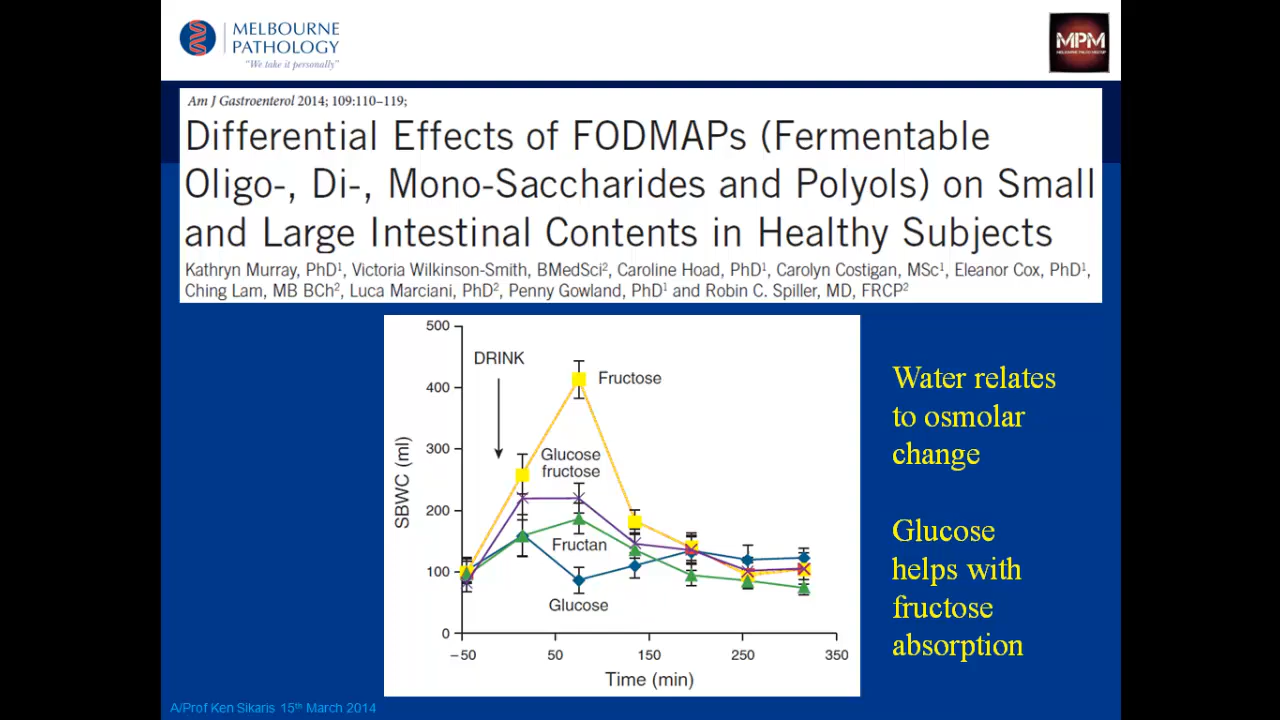 MELBOURNE
PATHOLOGY
"We take it personally"
MPM
Am J Gastroenterol 2014; 109:110–119;
Differential Effects of FODMAPs (Fermentable
Oligo-, Di-, Mono-Saccharides and Polyols) on Small
and Large Intestinal Contents in Healthy Subjects
Kathryn Murray, PhD¹, Victoria Wilkinson-Smith, BMedSci², Caroline Hoad, PhD¹, Carolyn Costigan, MSc¹, Eleanor Cox, PhD¹,
Ching Lam, MB BCh², Luca Marciani, PhD², Penny Gowland, PhD¹ and Robin C. Spiller, MD, FRCP²
500
400
300
200
100
0
SBWC (ml)
DRINK
Fructose
Glucose
fructose
Fructan
Glucose
–50
50
150
250
350
Time (min)
Water relates
to osmolar
change
Glucose
helps with
fructose
absorption
A/Prof Ken Sikaris 15th March 2014